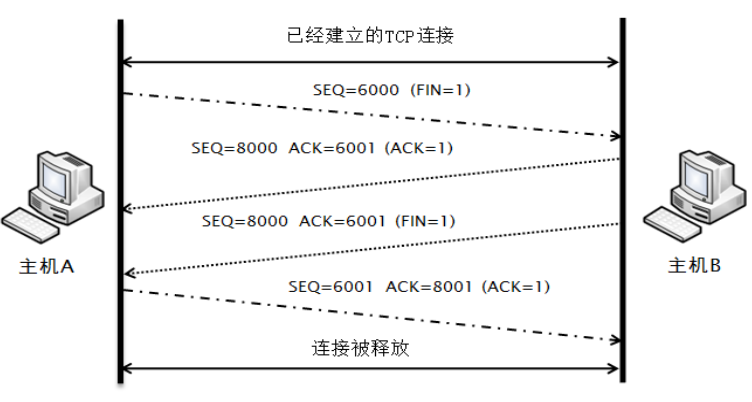 已经建立的TCP连接
SEQ=6000 (FIN=1)
SEQ=8000 ACK=6001 (ACK=1)
SEQ=8000 ACK=6001 (FIN=1)
主机A
主机B
SEQ=6001 ACK=8001 (ACK=1)
连接被释放